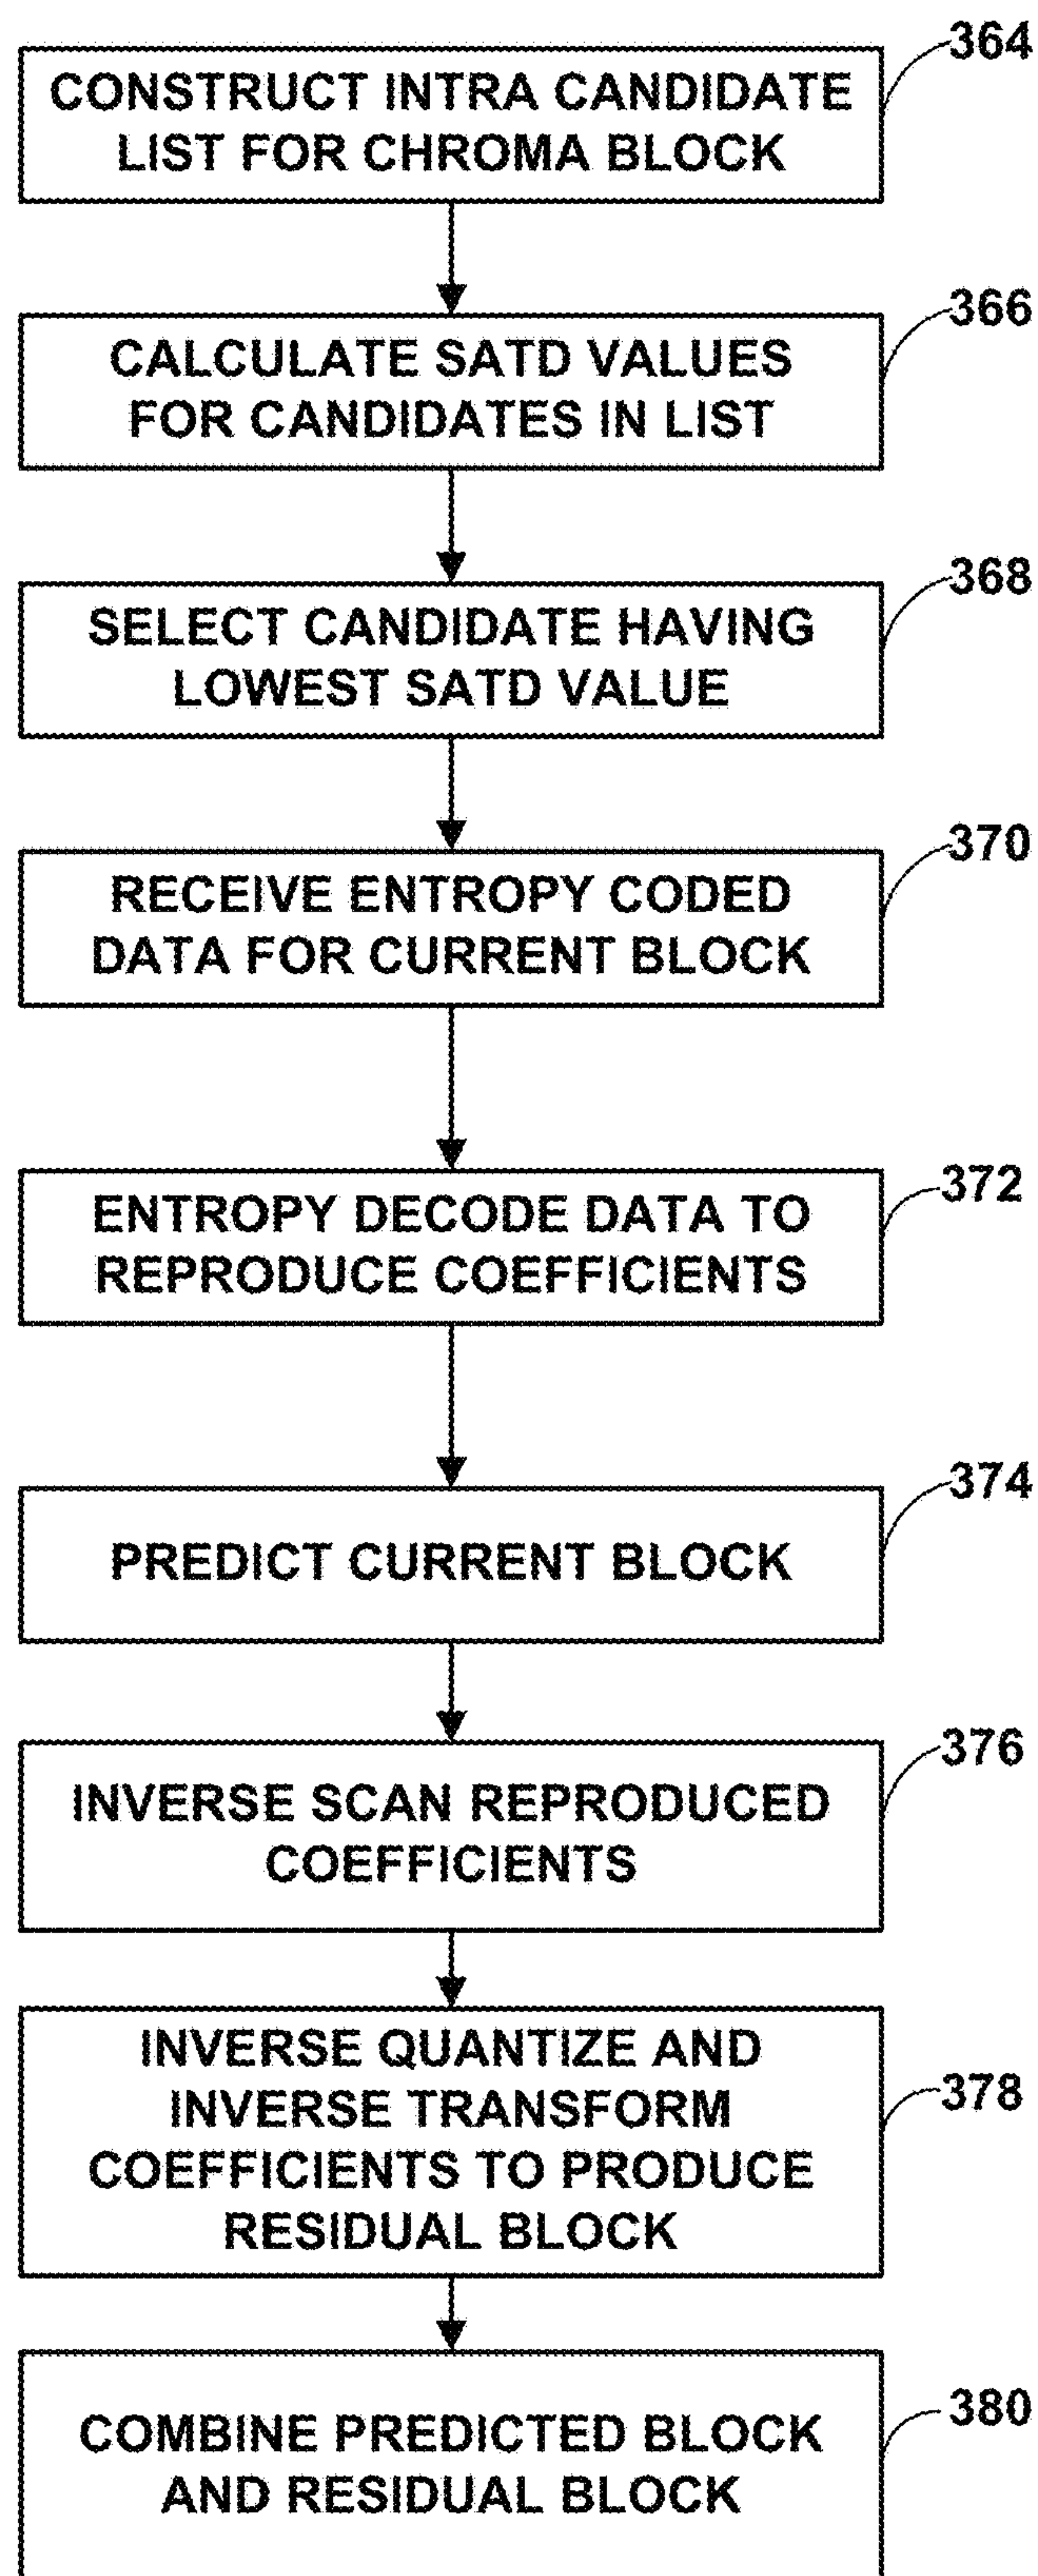 364
CONSTRUCT INTRA CANDIDATE
LIST FOR CHROMA BLOCK
366
CALCULATE SATD VALUES
FOR CANDIDATES IN LIST
368
SELECT CANDIDATE HAVING
LOWEST SATD VALUE
370
RECEIVE ENTROPY CODED
DATA FOR CURRENT BLOCK
372
ENTROPY DECODE DATA TO
REPRODUCE COEFFICIENTS
374
PREDICT CURRENT BLOCK
376
INVERSE SCAN REPRODUCED
COEFFICIENTS
INVERSE QUANTIZE AND
378
INVERSE TRANSFORM
COEFFICIENTS TO PRODUCE
RESIDUAL BLOCK
380
COMBINE PREDICTED BLOCK
AND RESIDUAL BLOCK